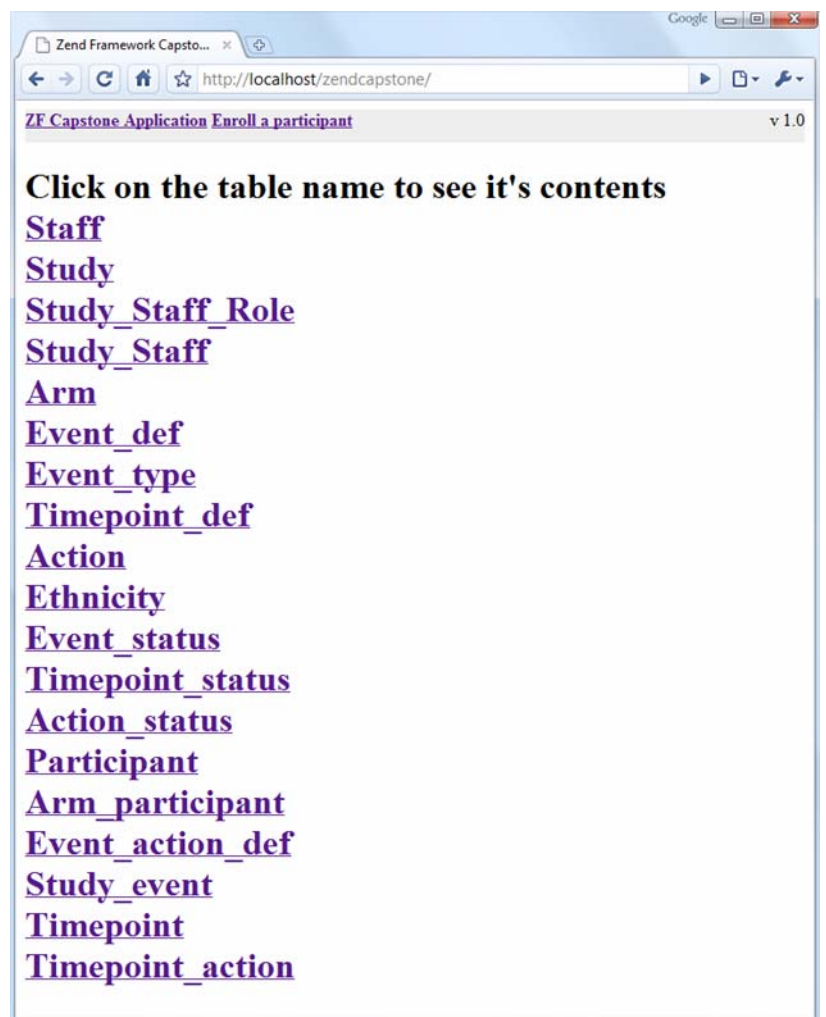 Google
Zend Framework Capsto...
http://localhost/zendcapstone/
ZF Capstone Application Enroll a participant v 1.0
Click on the table name to see it's contents
Staff
Study
Study_Staff_Role
Study_Staff
Arm
Event_def
Event_type
Timepoint_def
Action
Ethnicity
Event_status
Timepoint_status
Action_status
Participant
Arm_participant
Event_action_def
Study_event
Timepoint
Timepoint_action